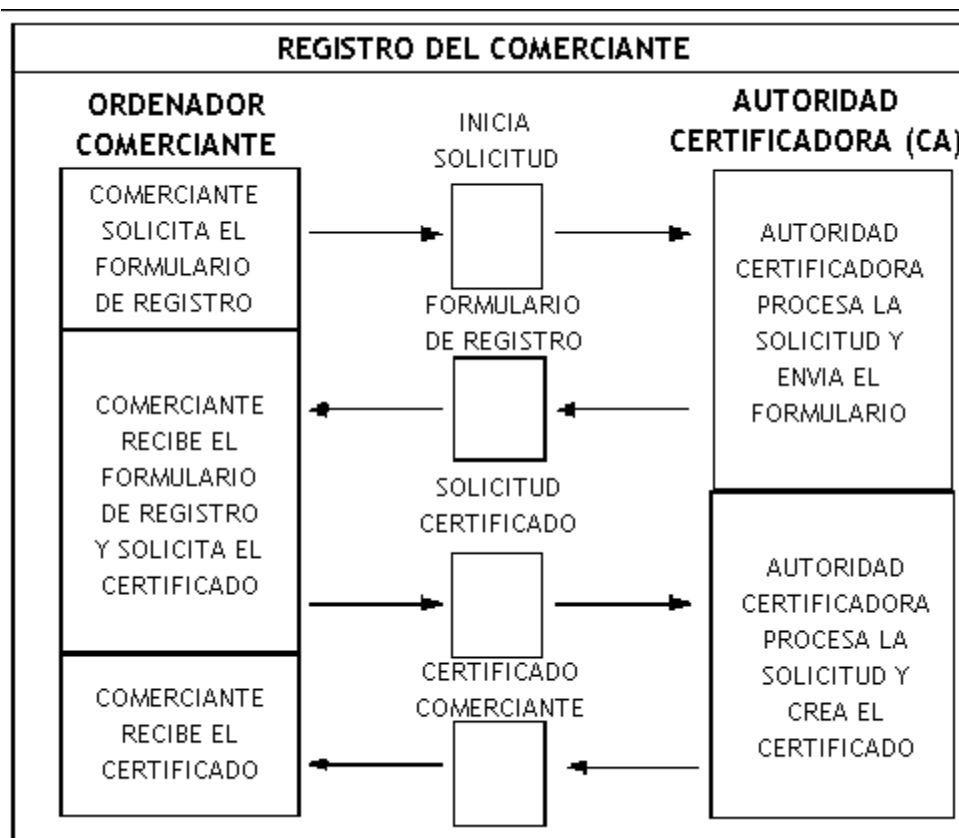 REGISTRO DEL COMERCIANTE
ORDENADOR
COMERCIANTE
INICIA
SOLICITUD
AUTORIDAD
CERTIFICADORA (CA)
COMERCIANTE
SOLICITA EL
FORMULARIO
DE REGISTRO
AUTORIDAD
CERTIFICADORA
PROCESA LA
SOLICITUD Y
ENVIA EL
FORMULARIO
FORMULARIO
DE REGISTRO
COMERCIANTE
RECIBE EL
FORMULARIO
DE REGISTRO
Y SOLICITA EL
CERTIFICADO
SOLICITUD
CERTIFICADO
AUTORIDAD
CERTIFICADORA
PROCESA LA
SOLICITUD Y
CREA EL
CERTIFICADO
CERTIFICADO
COMERCIANTE
COMERCIANTE
RECIBE EL
CERTIFICADO